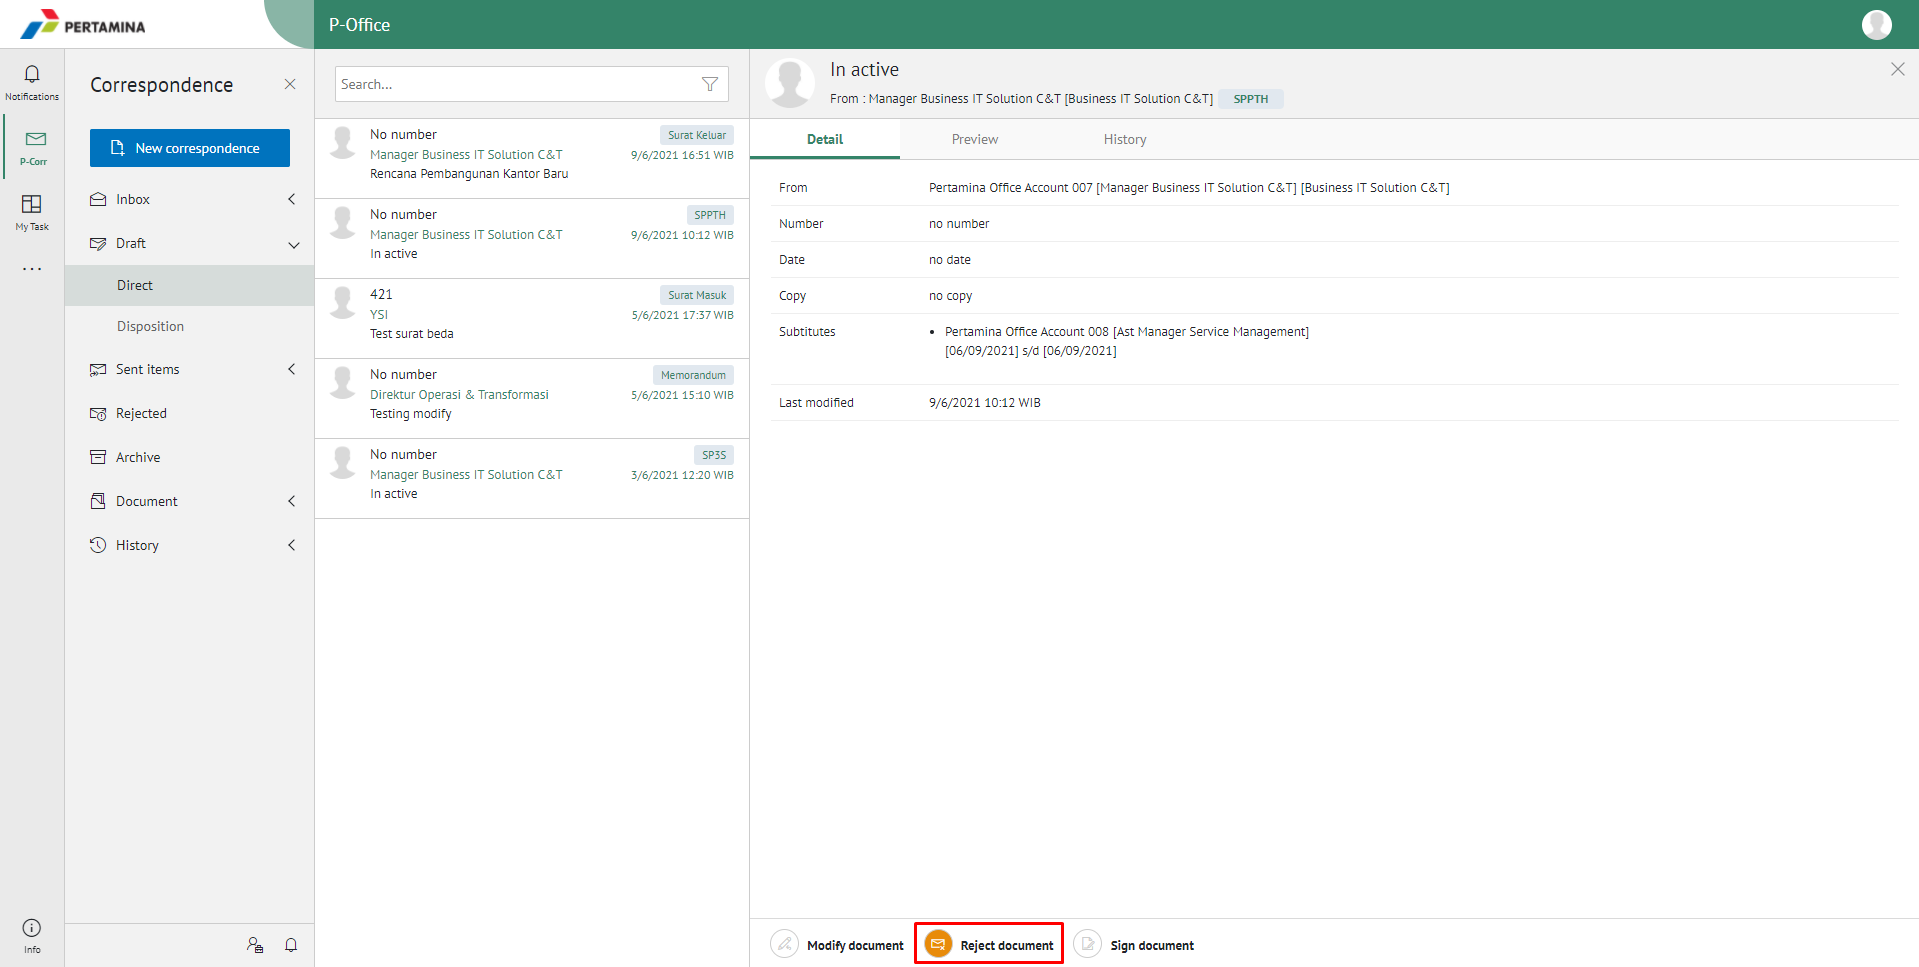 PERTAMINA
P-Office
Notifications
P-Corr
My Task
Info
Correspondence
New correspondence
Inbox
Draft
Direct
Disposition
Sent items
Rejected
Archive
Document
History
Search...
No number
Surat Keluar
Manager Business IT Solution C&T
9/6/2021 16:51 WIB
Rencana Pembangunan Kantor Baru
No number
SPPTH
Manager Business IT Solution C&T
9/6/2021 10:12 WIB
In active
421
Surat Masuk
YSI
5/6/2021 17:37 WIB
Test surat beda
No number
Memorandum
Direktur Operasi & Transformasi
5/6/2021 15:10 WIB
Testing modify
No number
SP3S
Manager Business IT Solution C&T
3/6/2021 12:20 WIB
In active
In active
From : Manager Business IT Solution C&T [Business IT Solution C&T] SPPTH
Detail Preview History
From Pertamina Office Account 007 [Manager Business IT Solution C&T] [Business IT Solution C&T]
Number no number
Date no date
Copy no copy
Subtitutes • Pertamina Office Account 008 [Ast Manager Service Management]
[06/09/2021] s/d [06/09/2021]
Last modified 9/6/2021 10:12 WIB
Modify document Reject document Sign document